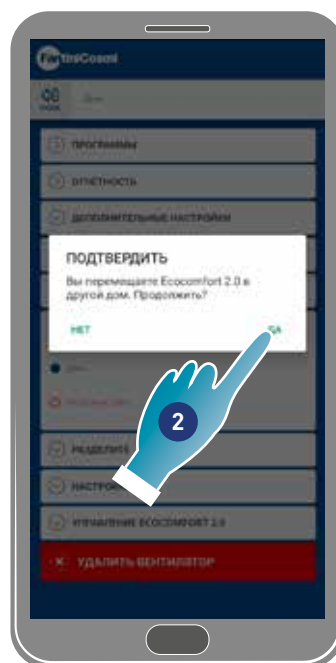 ПРОГРАММЫ
ОТЧЕТНОСТЬ
ДОПОЛНИТЕЛЬНЫЕ НАСТРОЙКИ
ПОДТВЕРДИТЬ
Вы перемещаете Ecocomfort 2.0 в
другой дом. Продолжить?
НЕТ
2
РАЗДЕЛИТЕ
УПРАВЛЕНИЕ ECOCOMFORT 2.0
× УДАЛИТЬ ВЕНТИЛЯТОР